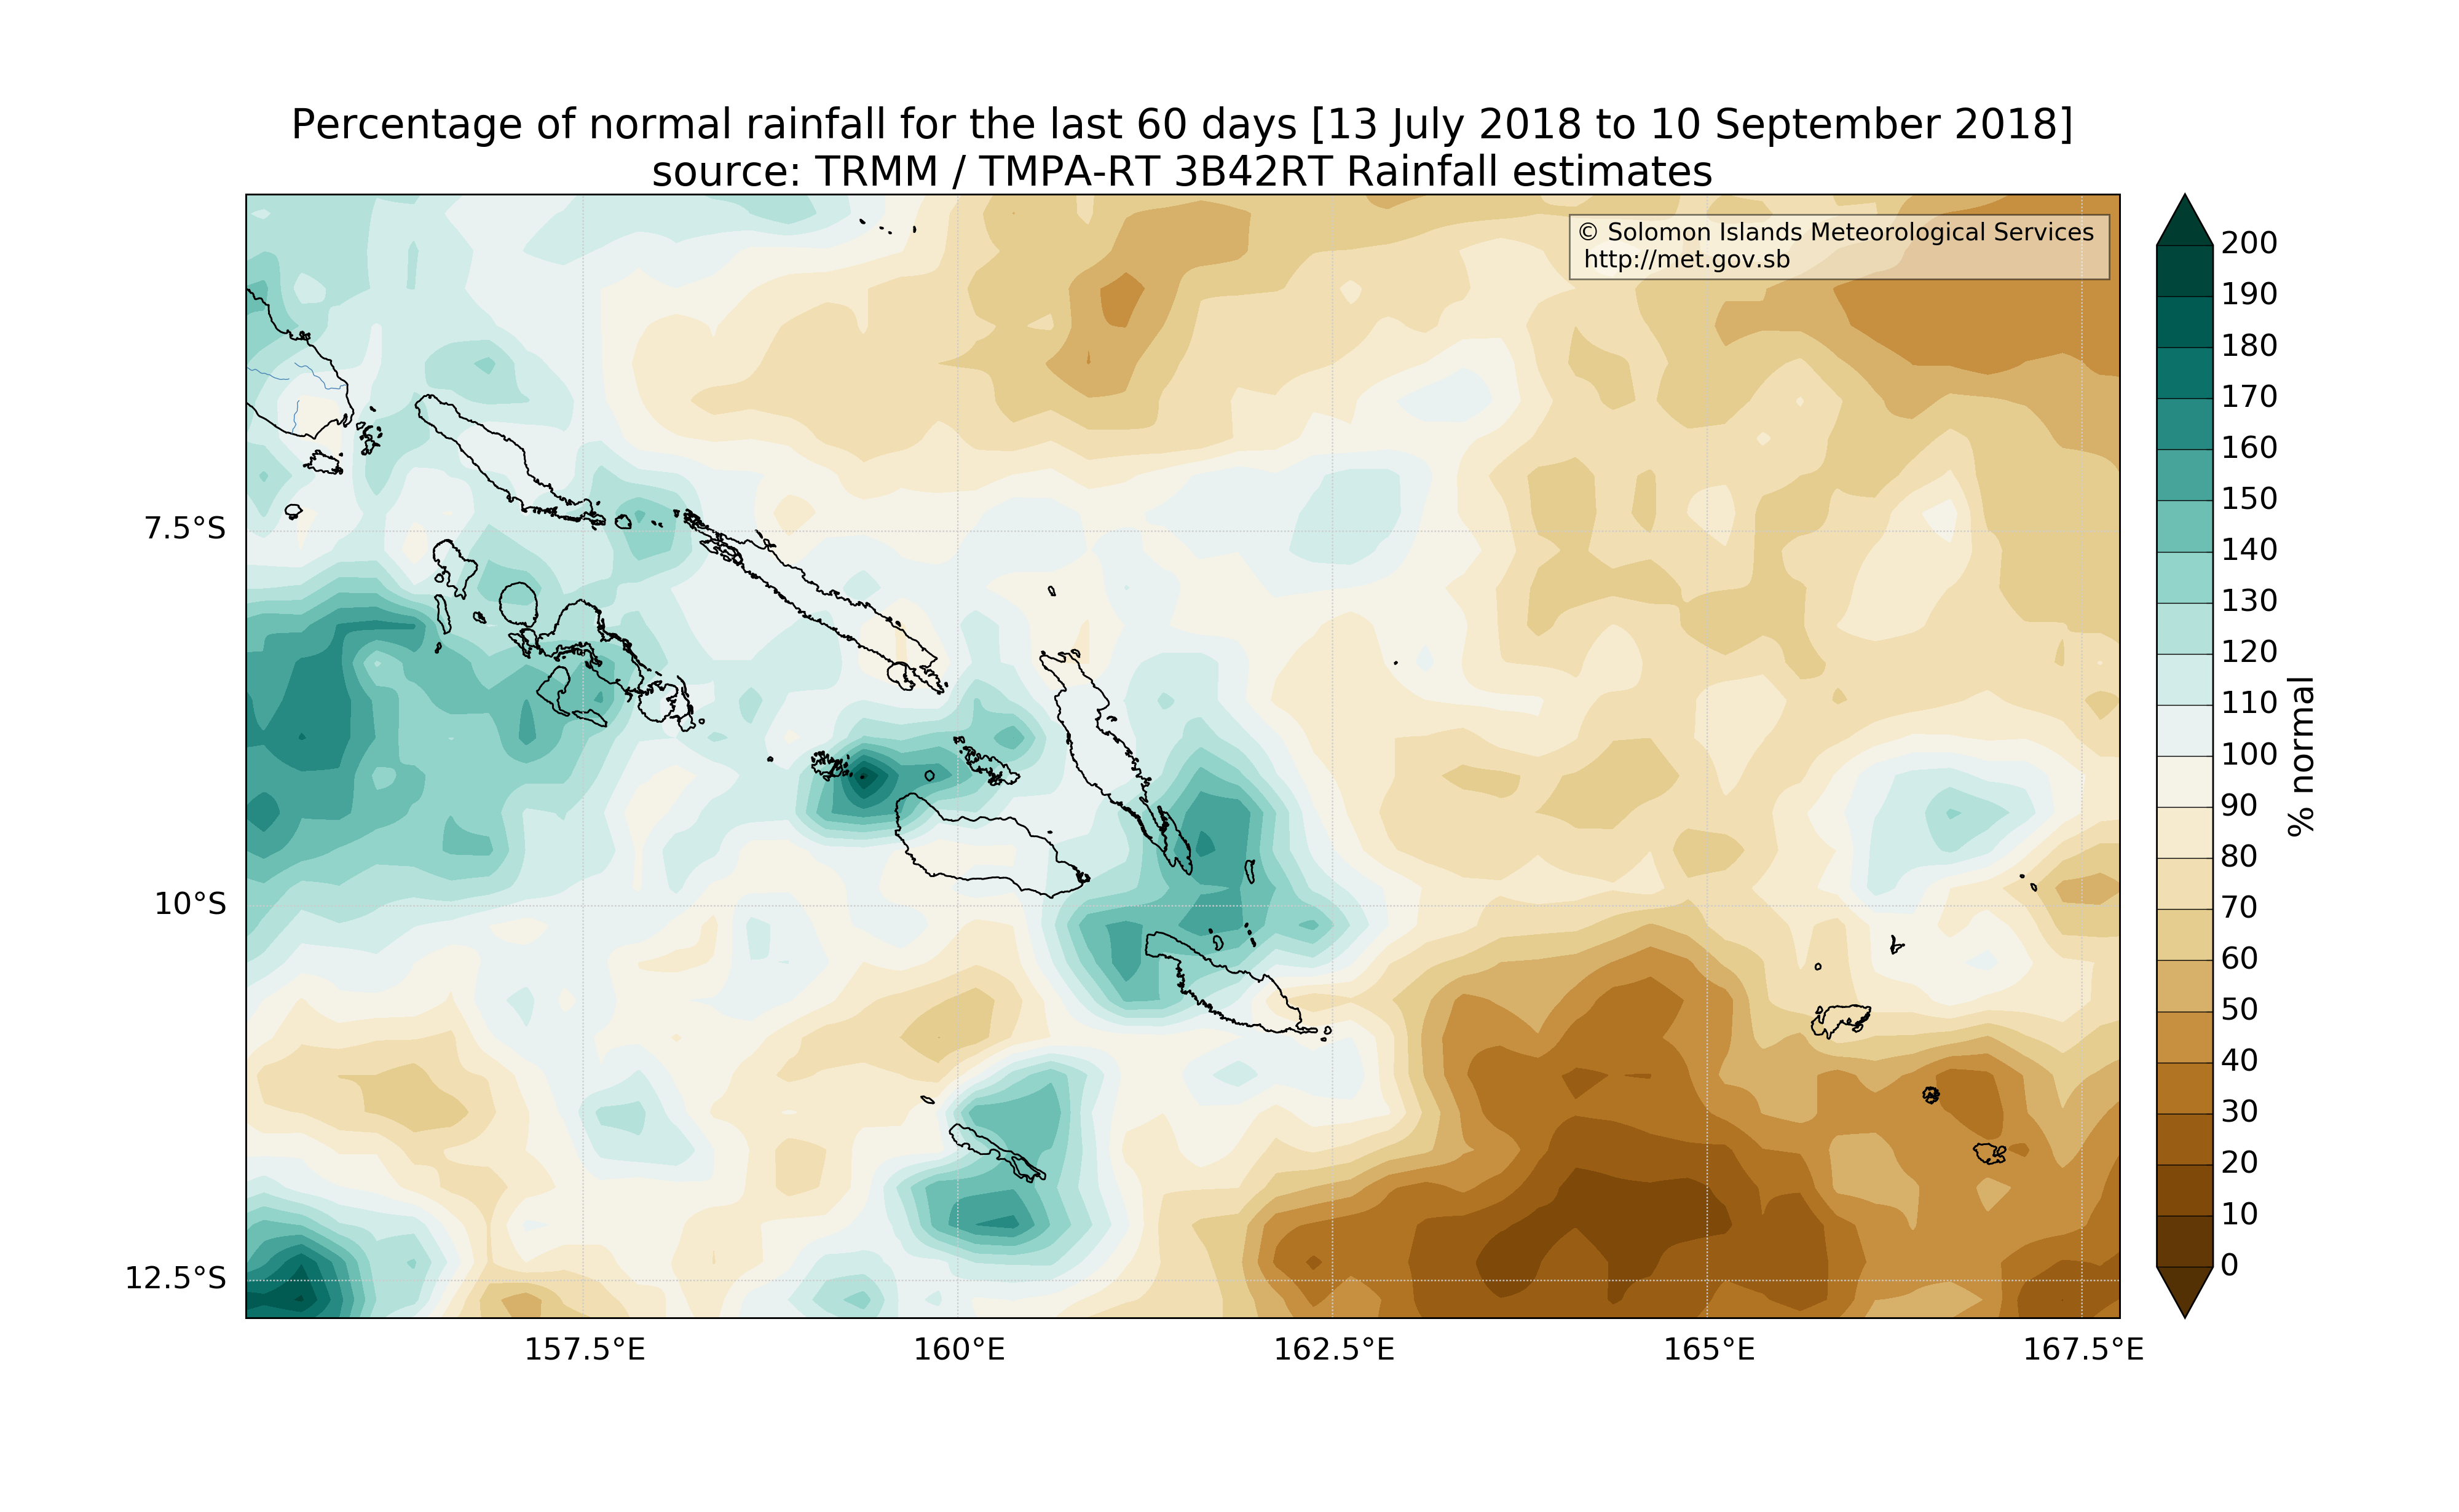 Percentage of normal rainfall for the last 60 days [13 July 2018 to 10 September 2018]
source: TRMM / TMPA-RT 3B42RT Rainfall estimates
© Solomon Islands Meteorological Services
http://met.gov.sb
7.5°S
10°S
12.5°S
157.5°E
160°E
162.5°E
165°E
167.5°E
200
190
180
170
160
150
140
130
120
110
100
90
80
70
60
50
40
30
20
10
0
% normal